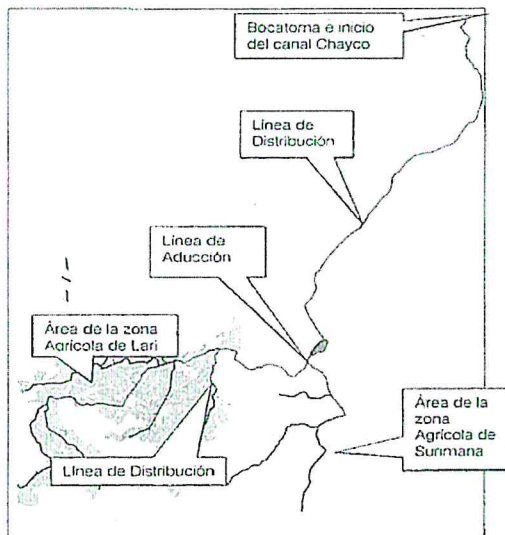 Bocatoma e inicio
del canal Chayco
Línea de
Distribución
Línea de
Aducción
Área de la zona
Agrícola de Lari
Línea de Distribución
Área de la
zona
Agrícola de
Surimana